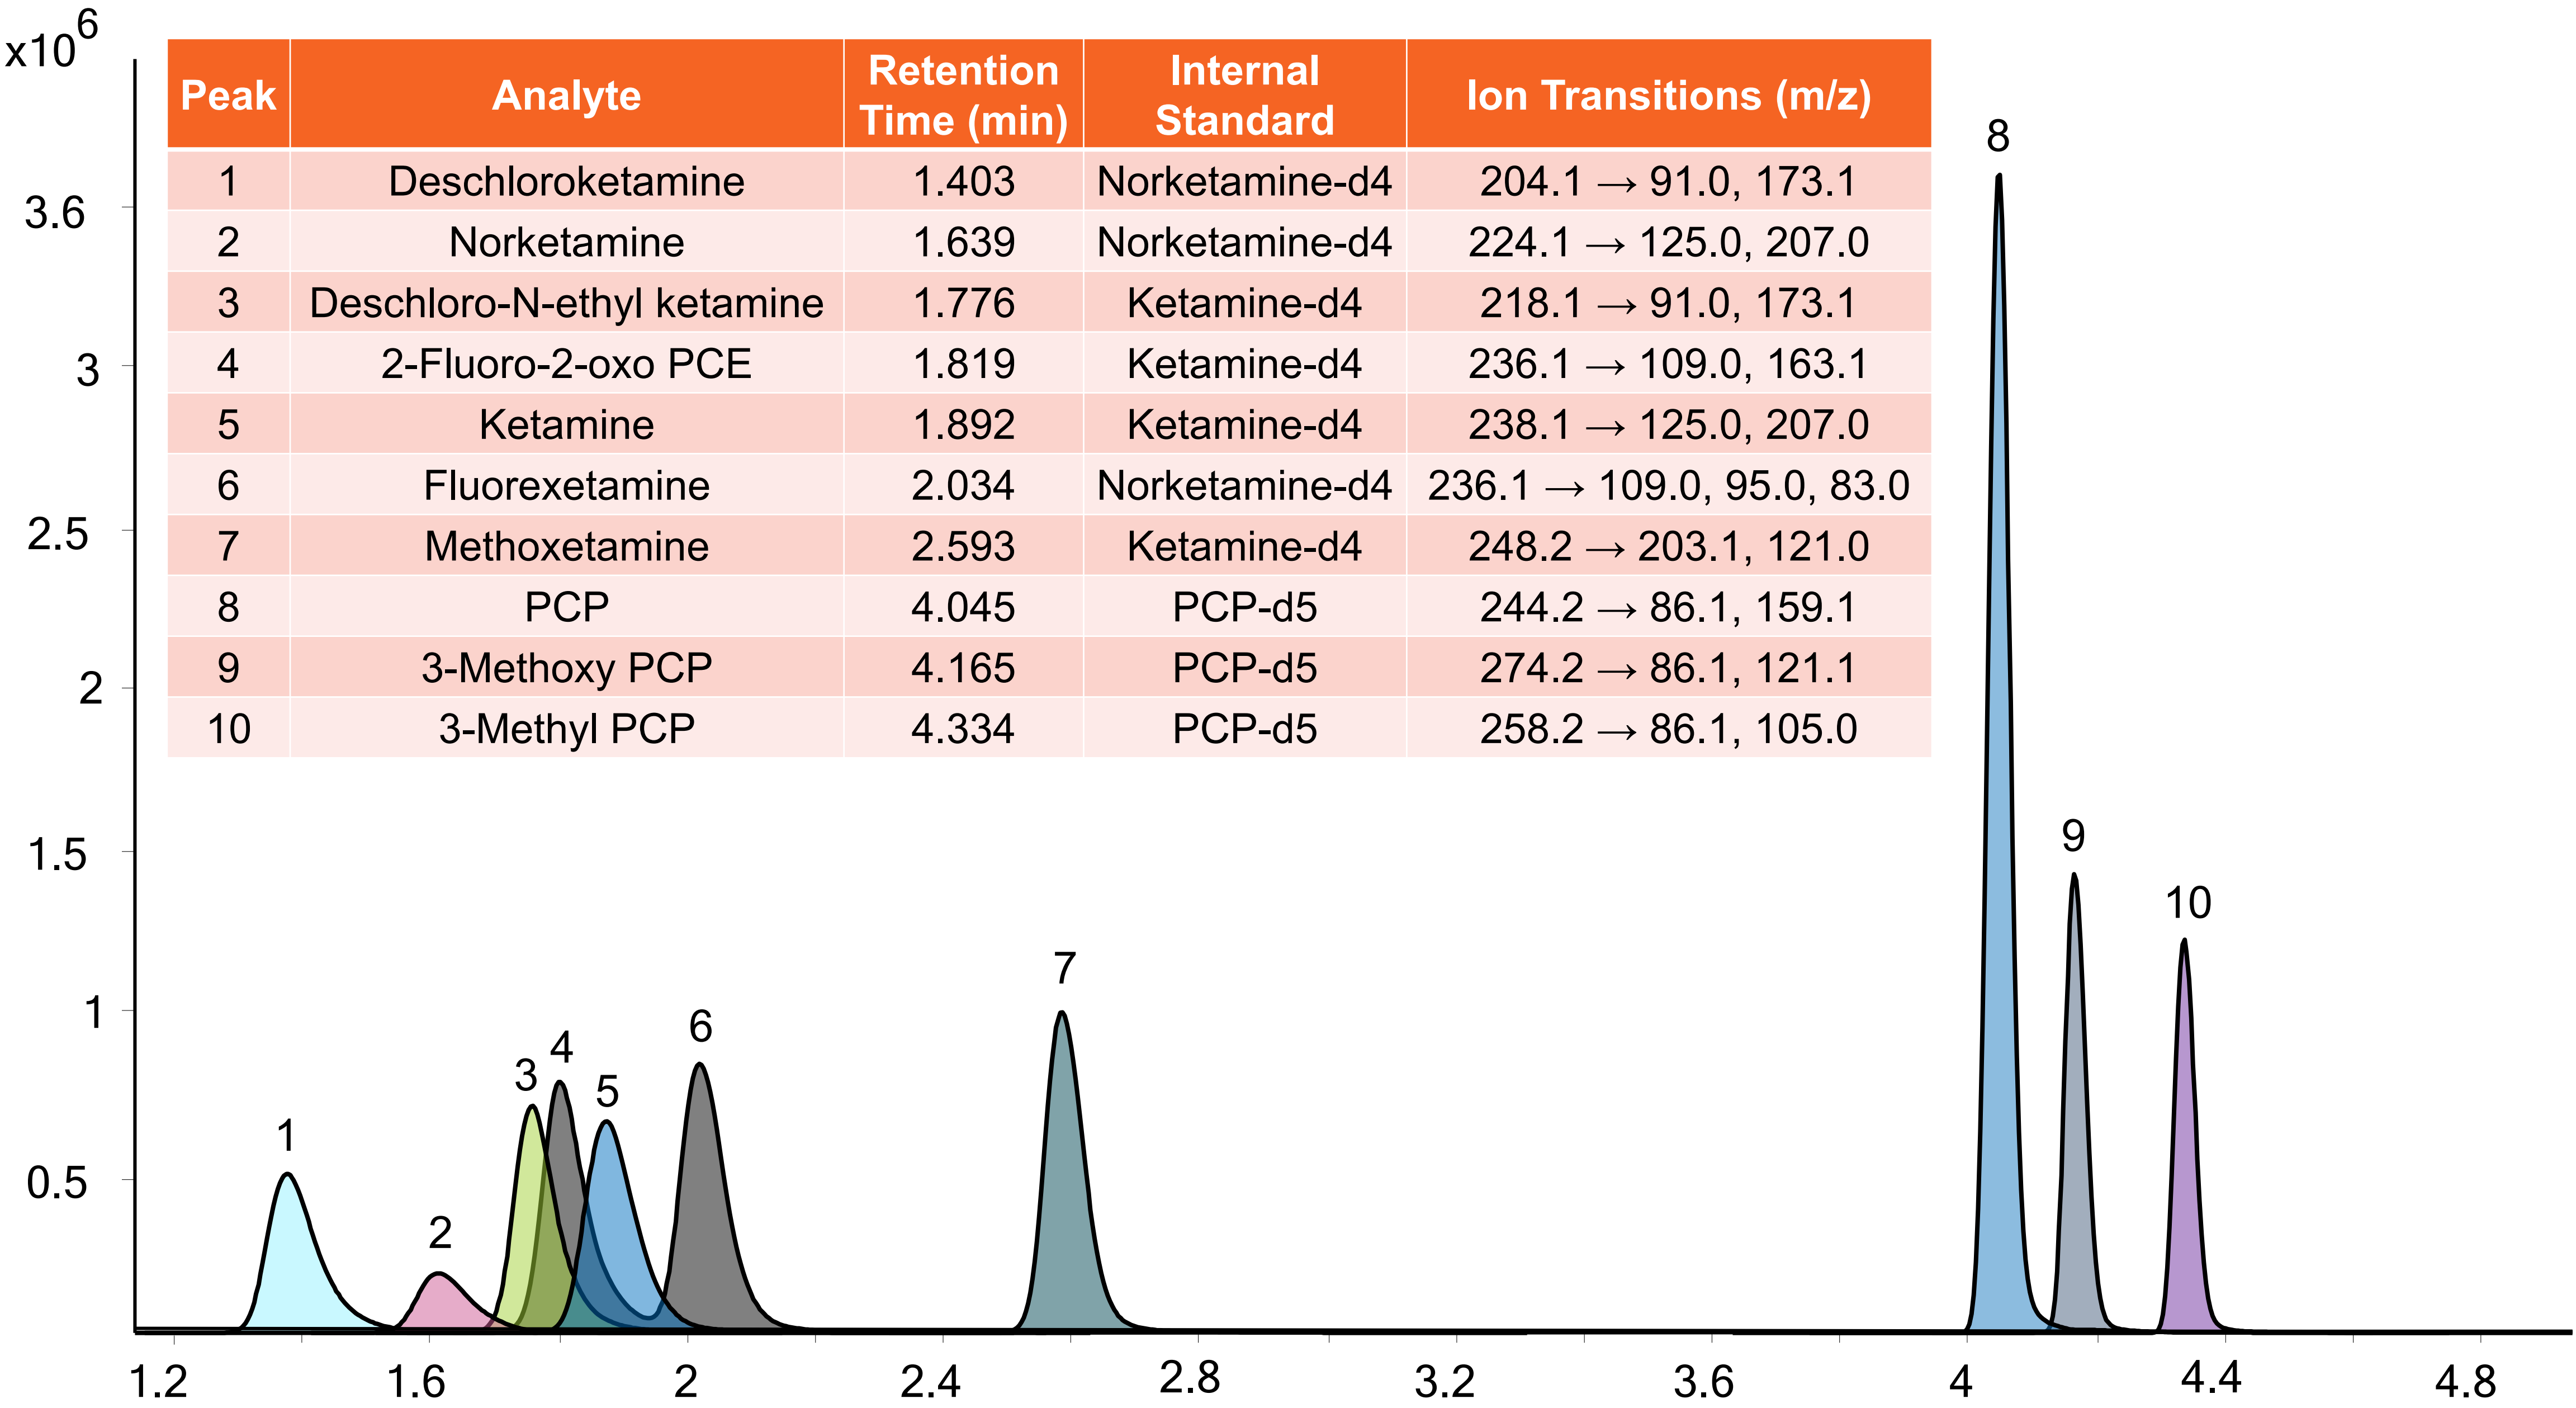 x10^6
3.6
3
2.5
2
1.5
1
0.5
Peak Analyte Retention Time (min) Internal Standard Ion Transitions (m/z)
1 Deschloroketamine 1.403 Norketamine-d4 204.1 → 91.0, 173.1
2 Norketamine 1.639 Norketamine-d4 224.1 → 125.0, 207.0
3 Deschloro-N-ethyl ketamine 1.776 Ketamine-d4 218.1 → 91.0, 173.1
4 2-Fluoro-2-oxo PCE 1.819 Ketamine-d4 236.1 → 109.0, 163.1
5 Ketamine 1.892 Ketamine-d4 238.1 → 125.0, 207.0
6 Fluorexetamine 2.034 Norketamine-d4 236.1 → 109.0, 95.0, 83.0
7 Methoxetamine 2.593 Ketamine-d4 248.2 → 203.1, 121.0
8 PCP 4.045 PCP-d5 244.2 → 86.1, 159.1
9 3-Methoxy PCP 4.165 PCP-d5 274.2 → 86.1, 121.1
10 3-Methyl PCP 4.334 PCP-d5 258.2 → 86.1, 105.0
1
2
3
4
5
6
7
8
9
10
1.2 1.6 2 2.4 2.8 3.2 3.6 4 4.4 4.8